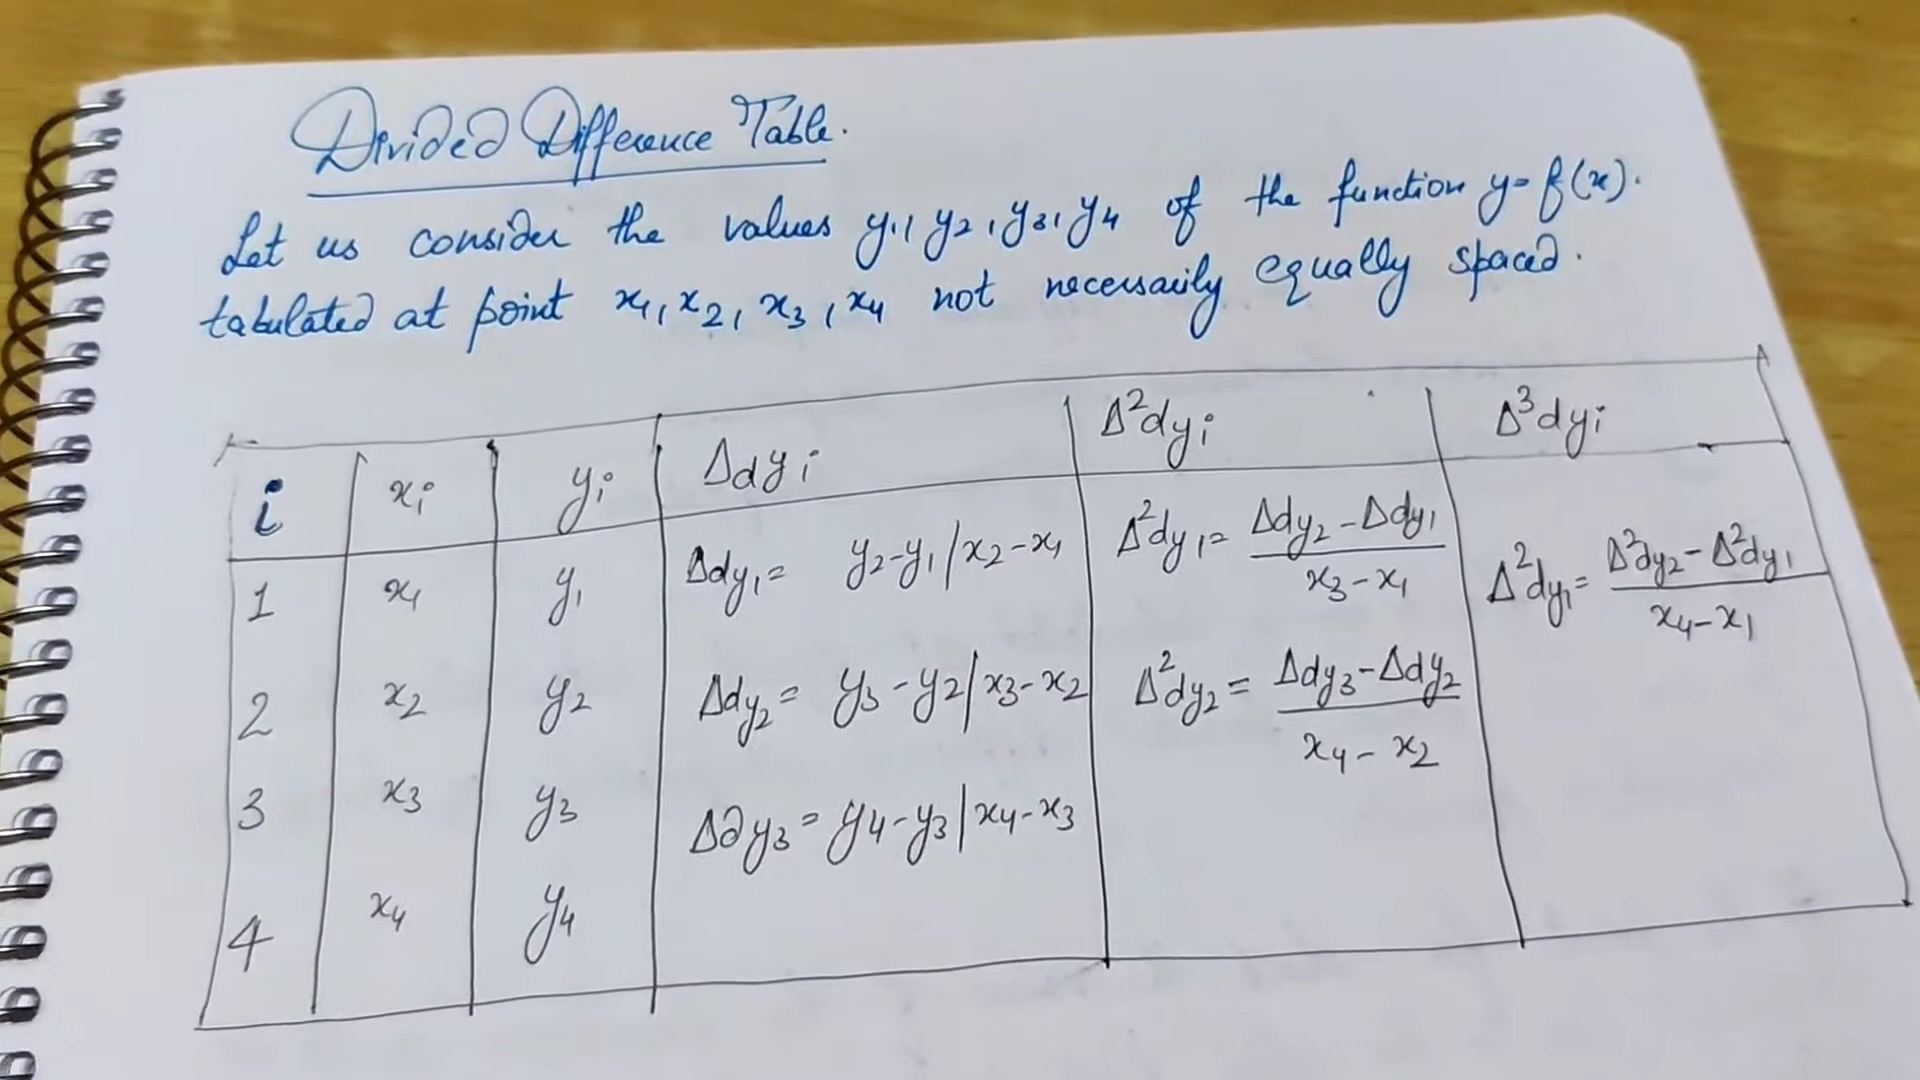 Divided Difference Table.
Let us consider the values y1, y2, y3, y4 of the function y=f(x).
tabulated at point x1, x2, x3, x4 not necessarily equally spaced.
i xi yi Δdyi Δ²dyi Δ³dyi
1 x1 y1 Δdy1= y2-y1/x2-x1 Δ²dy1= Δdy2-Δdy1/x3-x1 Δ²dy1= Δ²dy2-Δ²dy1/x4-x1
2 x2 y2 Δdy2= y3-y2/x3-x2 Δ²dy2= Δdy3-Δdy2/x4-x2
3 x3 y3 Δdy3= y4-y3/x4-x3
4 x4 y4